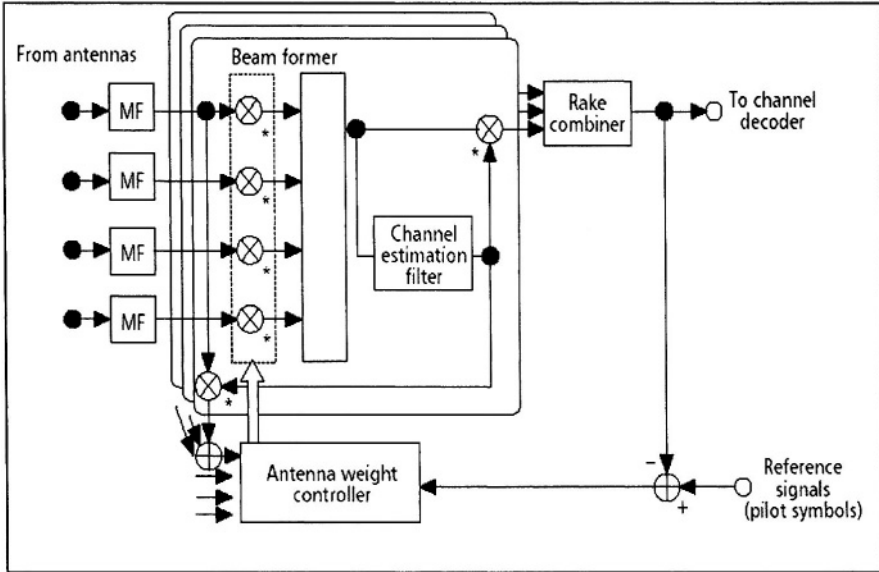 From antennas
Beam former
MF
MF
MF
MF
*
*
*
*
*
*
Channel
estimation
filter
Rake
combiner
To channel
decoder
Antenna weight
controller
−
+
Reference
signals
(pilot symbols)